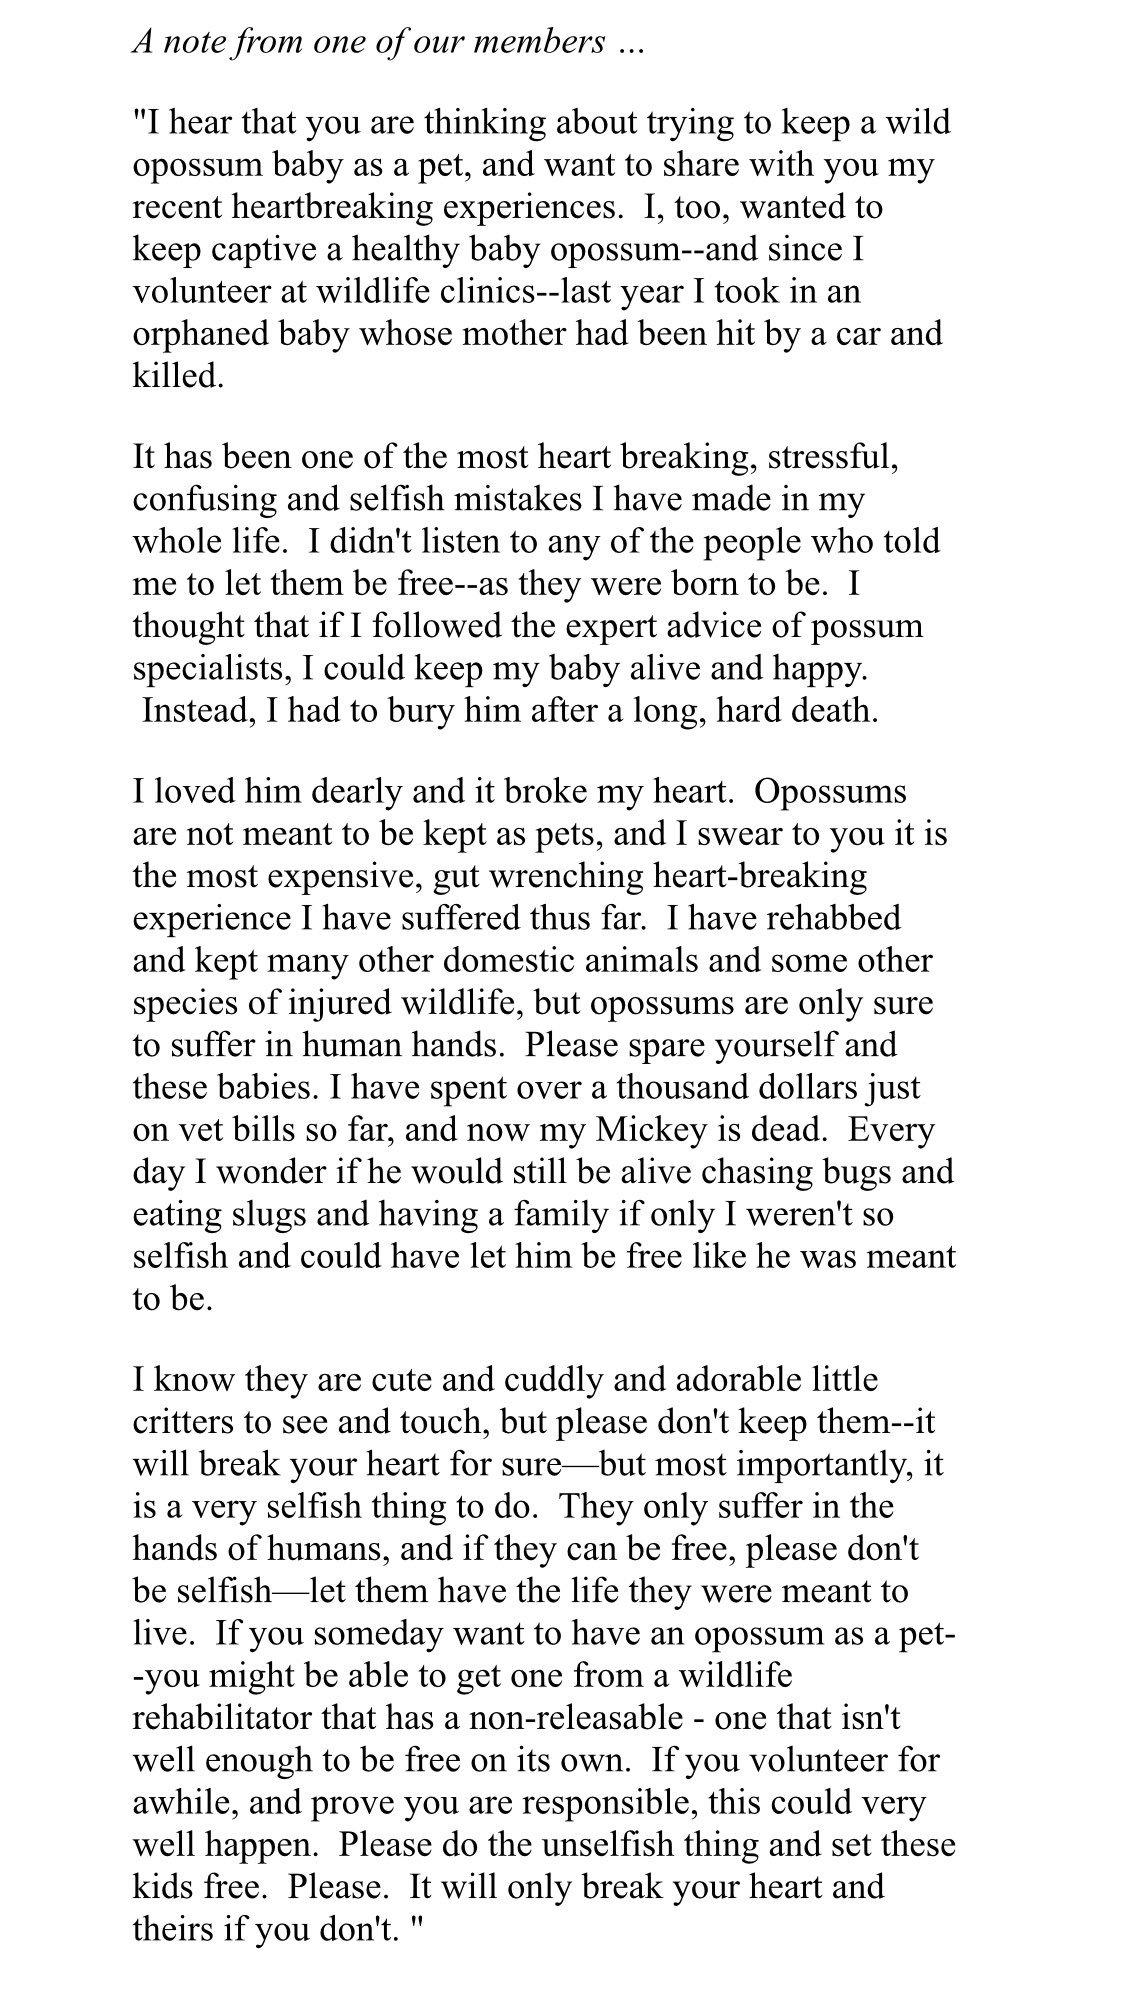 A note from one of our members ...
"I hear that you are thinking about trying to keep a wild
opossum baby as a pet, and want to share with you my
recent heartbreaking experiences.  I, too, wanted to
keep captive a healthy baby opossum--and since I
volunteer at wildlife clinics--last year I took in an
orphaned baby whose mother had been hit by a car and
killed.
It has been one of the most heart breaking, stressful,
confusing and selfish mistakes I have made in my
whole life.  I didn't listen to any of the people who told
me to let them be free--as they were born to be.  I
thought that if I followed the expert advice of possum
specialists, I could keep my baby alive and happy.
Instead, I had to bury him after a long, hard death.
I loved him dearly and it broke my heart.  Opossums
are not meant to be kept as pets, and I swear to you it is
the most expensive, gut wrenching heart-breaking
experience I have suffered thus far.  I have rehabbed
and kept many other domestic animals and some other
species of injured wildlife, but opossums are only sure
to suffer in human hands.  Please spare yourself and
these babies. I have spent over a thousand dollars just
on vet bills so far, and now my Mickey is dead.  Every
day I wonder if he would still be alive chasing bugs and
eating slugs and having a family if only I weren't so
selfish and could have let him be free like he was meant
to be.
I know they are cute and cuddly and adorable little
critters to see and touch, but please don't keep them--it
will break your heart for sure—but most importantly, it
is a very selfish thing to do.  They only suffer in the
hands of humans, and if they can be free, please don't
be selfish—let them have the life they were meant to
live.  If you someday want to have an opossum as a pet-
-you might be able to get one from a wildlife
rehabilitator that has a non-releasable - one that isn't
well enough to be free on its own.  If you volunteer for
awhile, and prove you are responsible, this could very
well happen.  Please do the unselfish thing and set these
kids free.  Please.  It will only break your heart and
theirs if you don't. "